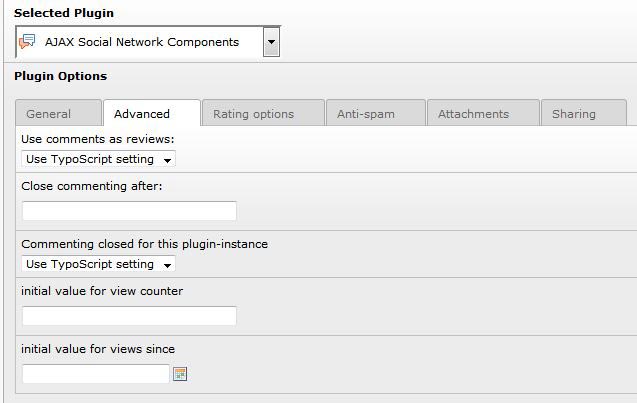 Selected Plugin
AJAX Social Network Components
Plugin Options
General Advanced Rating options Anti-spam Attachments Sharing
Use comments as reviews:
Use TypoScript setting
Close commenting after:
Commenting closed for this plugin-instance
Use TypoScript setting
initial value for view counter
initial value for views since